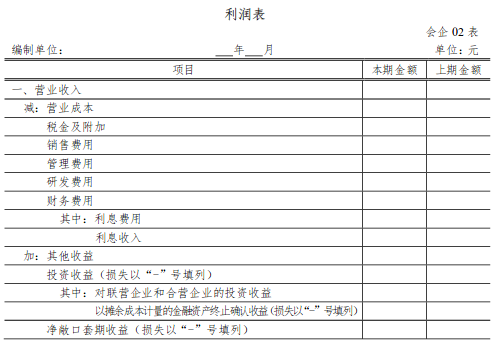 利润表
会企 02 表
编制单位： ___年___月 单位：元
项目 本期金额 上期金额
一、营业收入
减：营业成本
税金及附加
销售费用
管理费用
研发费用
财务费用
其中：利息费用
利息收入
加：其他收益
投资收益（损失以“-”号填列）
其中：对联营企业和合营企业的投资收益
以摊余成本计量的金融资产终止确认收益（损失以“-”号填列）
净敞口套期收益（损失以“-”号填列）